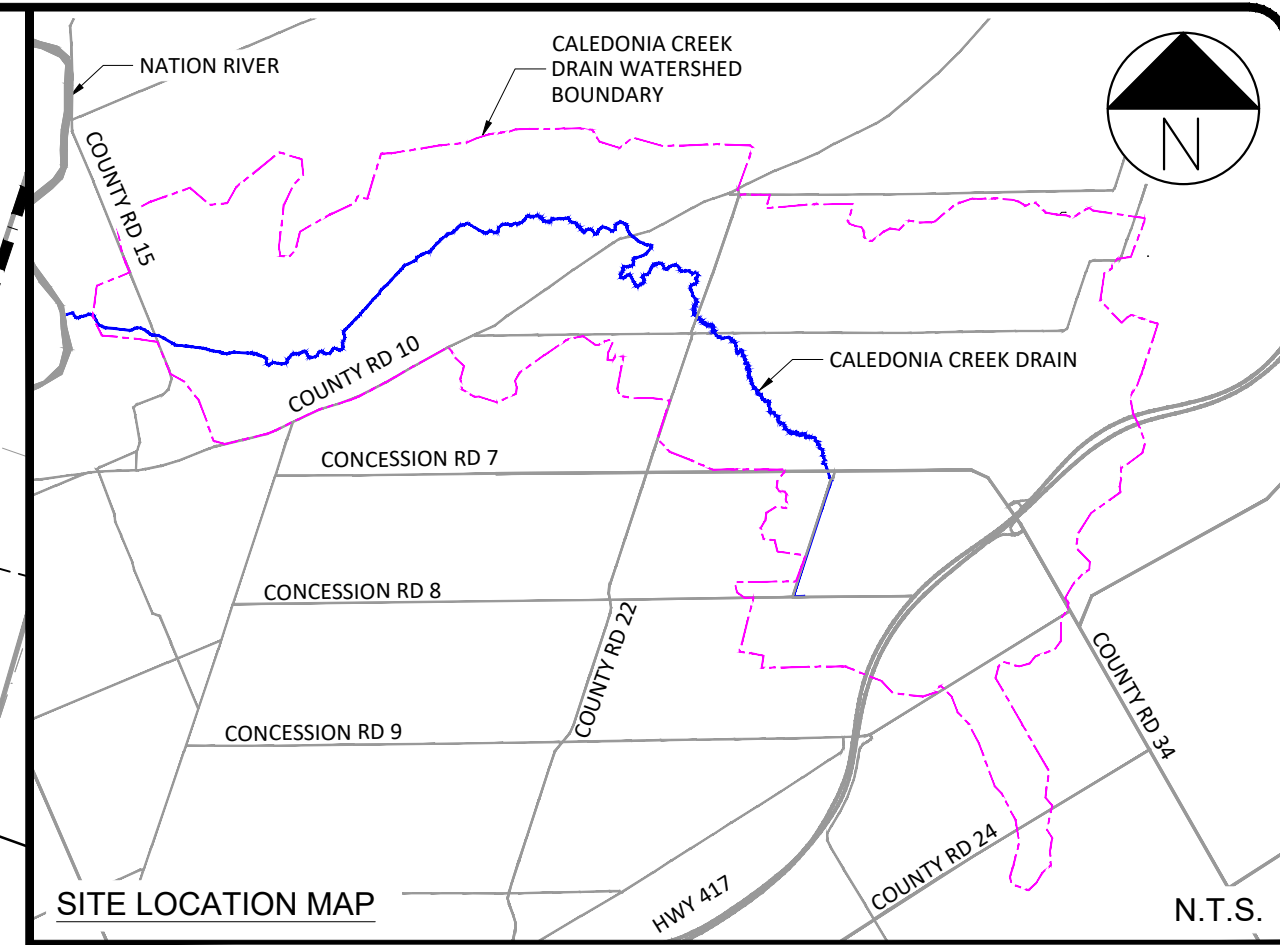 NATION RIVER
CALEDONIA CREEK
DRAIN WATERSHED
BOUNDARY
N
COUNTY RD 15
COUNTY RD 10
CALEDONIA CREEK DRAIN
CONCESSION RD 7
CONCESSION RD 8
COUNTY RD 22
CONCESSION RD 9
COUNTY RD 34
COUNTY RD 24
HWY 417
SITE LOCATION MAP
N.T.S.